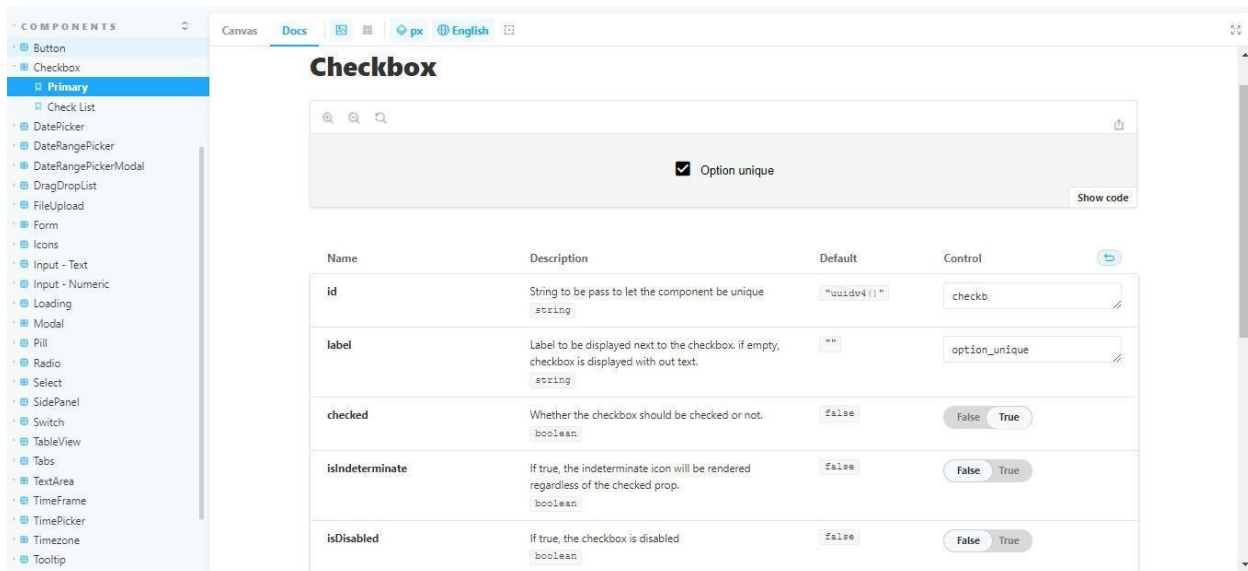 COMPONENTS
Button
Checkbox
Primary
Check List
DatePicker
DateRangePicker
DateRangePickerModal
DragDropList
FileUpload
Form
Icons
Input - Text
Input - Numeric
Loading
Modal
Pill
Radio
Select
SidePanel
Switch
TableView
Tabs
TextArea
TimeFrame
TimePicker
Timezone
Tooltip
Canvas Docs px English
Checkbox
Option unique
Show code
Name Description Default Control
id String to be pass to let the component be unique "uuidv4()" checkb
string
label Label to be displayed next to the checkbox. if empty, "" option_unique
checkbox is displayed with out text.
string
checked Whether the checkbox should be checked or not. false False True
boolean
isIndeterminate If true, the indeterminate icon will be rendered false False True
regardless of the checked prop.
boolean
isDisabled If true, the checkbox is disabled false False True
boolean